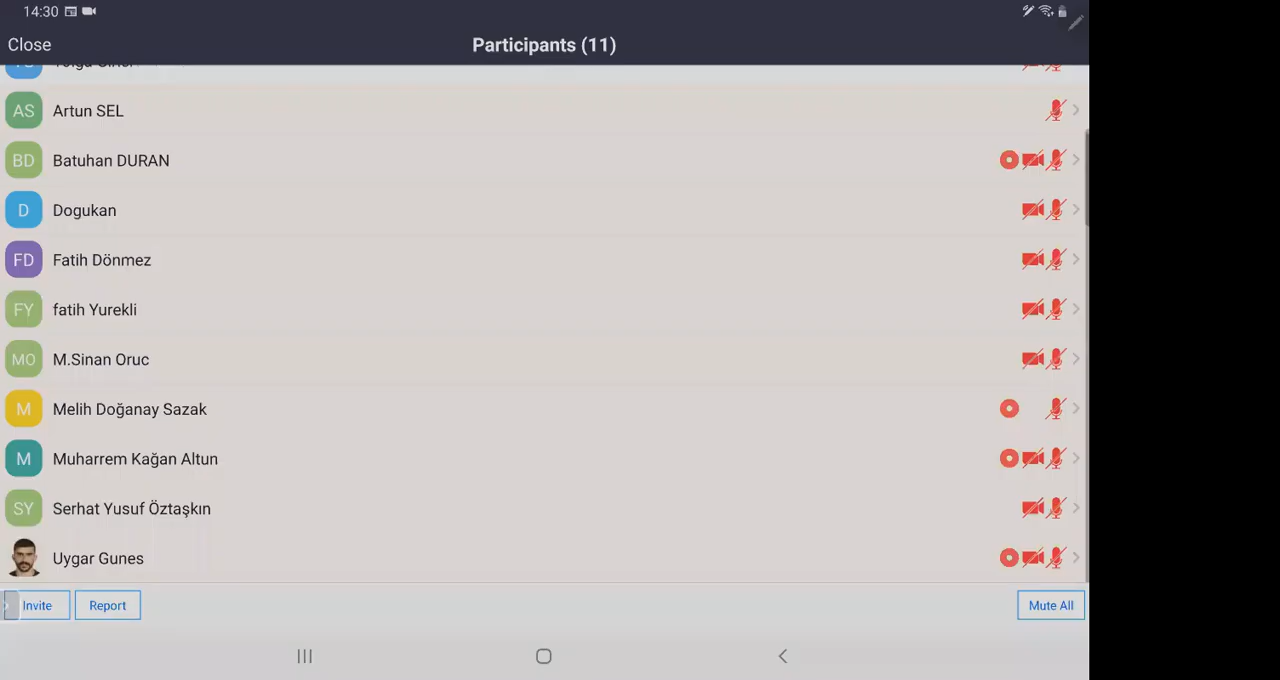 14:30
Close
Participants (11)
AS Artun SEL
BD Batuhan DURAN
D Dogukan
FD Fatih Dönmez
FY fatih Yurekli
MO M.Sinan Oruc
M Melih Doğanay Sazak
M Muharrem Kağan Altun
SY Serhat Yusuf Öztaşkın
Uygar Gunes
Invite Report Mute All